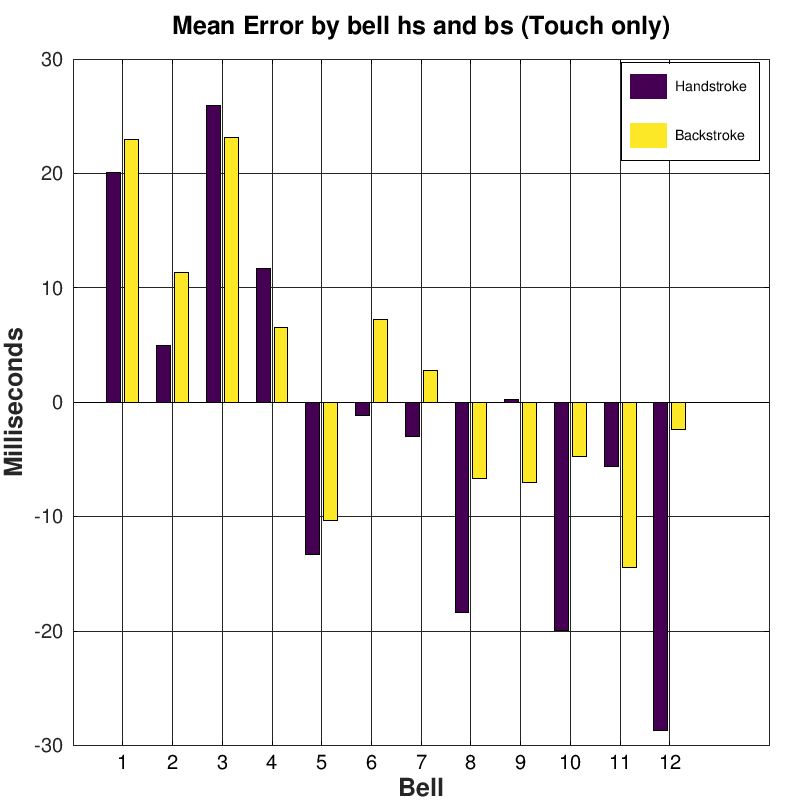 Mean Error by bell hs and bs (Touch only)
Handstroke
Backstroke
30
20
10
0
-10
-20
-30
Milliseconds
1 2 3 4 5 6 7 8 9 10 11 12
Bell